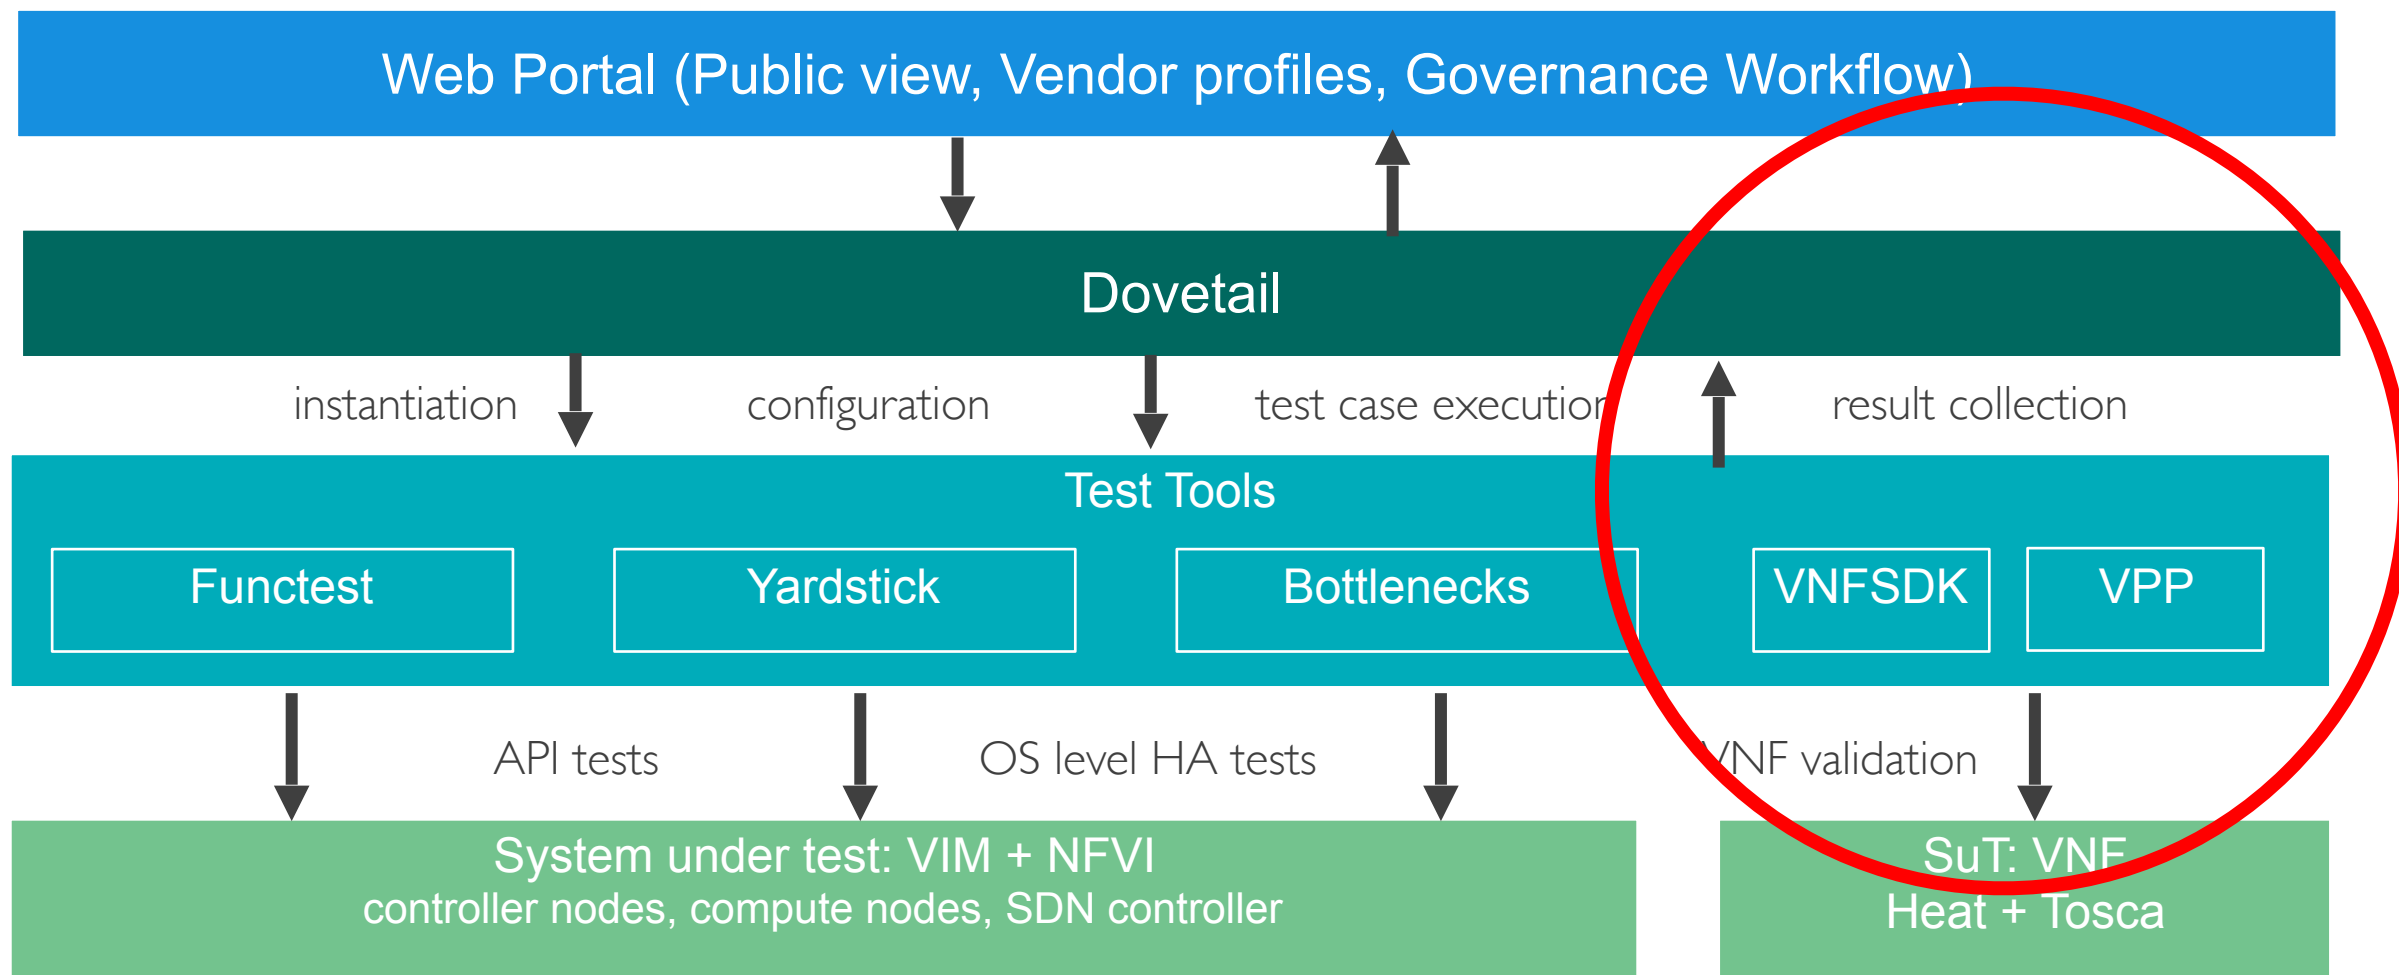 Web Portal (Public view, Vendor profiles, Governance Workflow)
Dovetail
instantiation
configuration
test case execution
result collection
Test Tools
Functest
Yardstick
Bottlenecks
VNFSDK
VPP
API tests
OS level HA tests
VNF validation
System under test: VIM + NFVI
controller nodes, compute nodes, SDN controller
SuT: VNF
Heat + Tosca